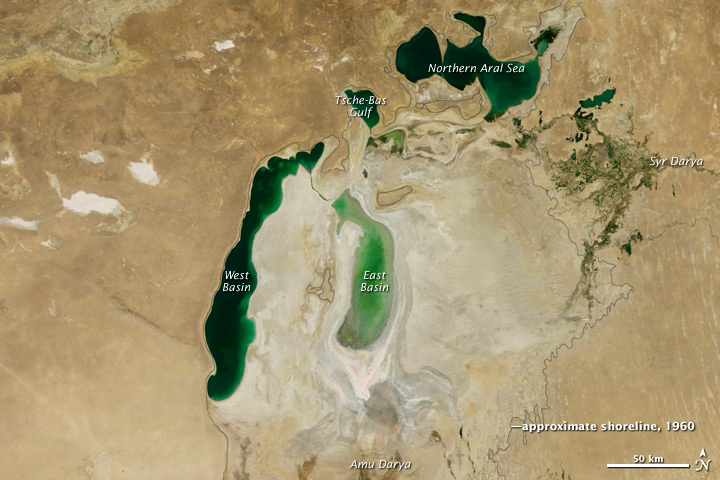 Northern Aral Sea
Tsche-Bas
Gulf
Syr Darya
West
Basin
East
Basin
—approximate shoreline, 1960
50 km
N
Amu Darya